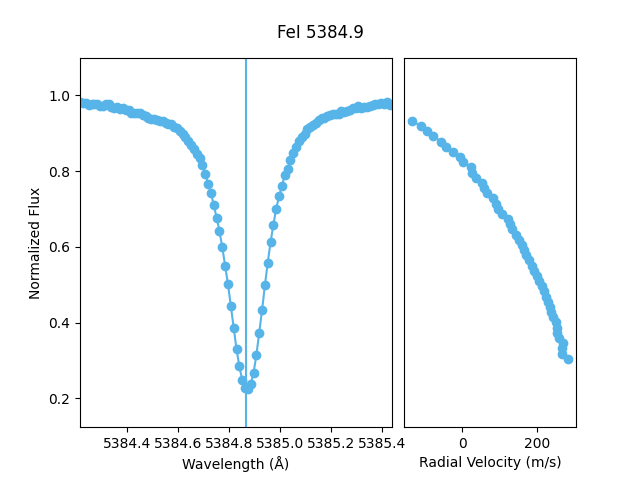 FeI 5384.9
Normalized Flux
1.0
0.8
0.6
0.4
0.2
5384.4 5384.6 5384.8 5385.0 5385.2 5385.4
Wavelength (Å)
0 200
Radial Velocity (m/s)